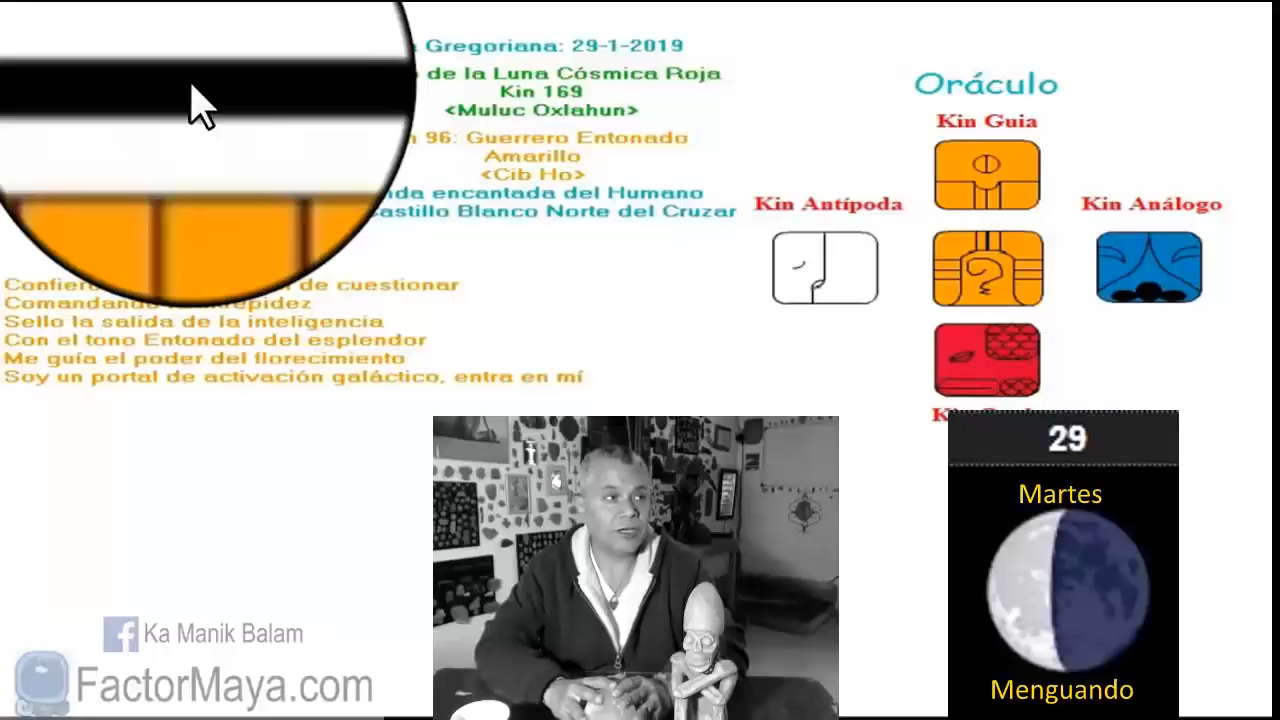 Gregoriana: 29-1-2019
de la Luna Cósmica Roja
Kin 169
<Muluc Oxlahun>
96: Guerrero Entonado
Amarillo
<Cib Ho>
encantada del Humano
Castillo Blanco Norte del Cruzar
de cuestionar
Comandando
Sello la salida de la inteligencia
Con el tono Entonado del esplendor
Me guía el poder del florecimiento
Soy un portal de activación galáctico, entra en mí
Oráculo
Kin Guia
Kin Antípoda
Kin Análogo
29
Martes
Menguando
Ka Manik Balam
FactorMaya.com